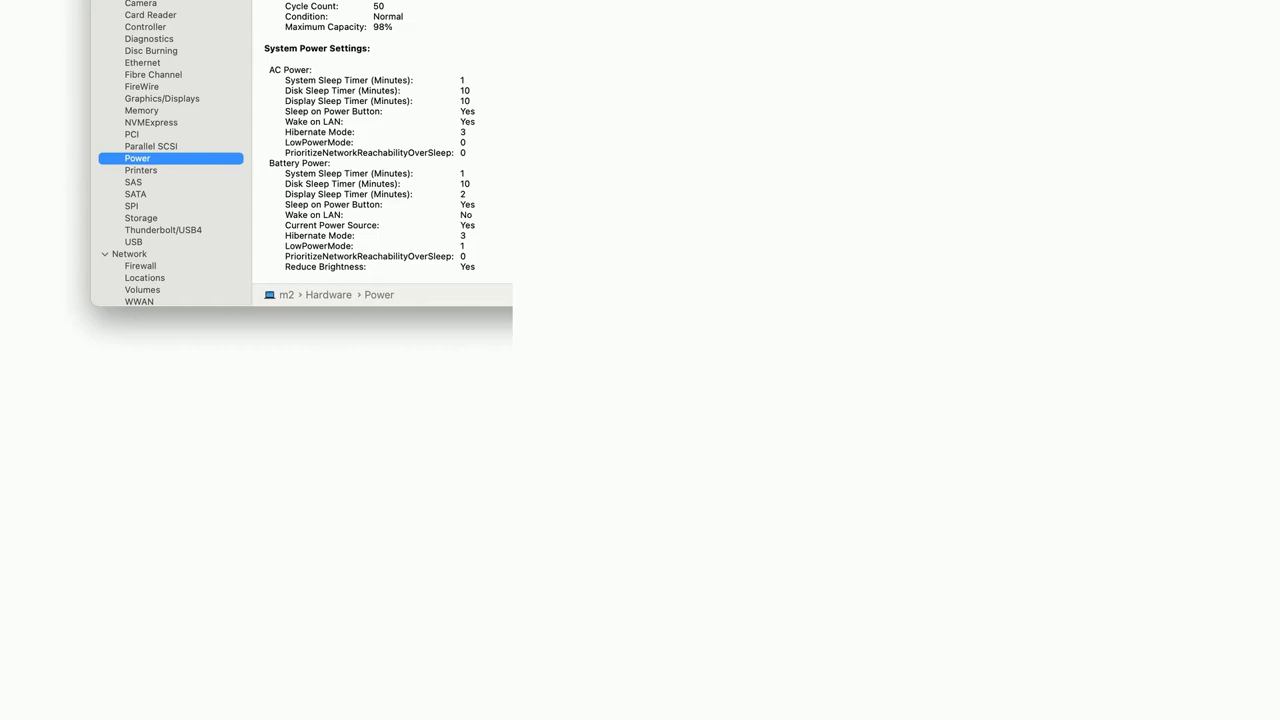 Camera
Card Reader
Controller
Diagnostics
Disc Burning
Ethernet
Fibre Channel
FireWire
Graphics/Displays
Memory
NVMExpress
PCI
Parallel SCSI
Power
Printers
SAS
SATA
SPI
Storage
Thunderbolt/USB4
USB
Network
Firewall
Locations
Volumes
WWAN
Cycle Count: 50
Condition: Normal
Maximum Capacity: 98%
System Power Settings:
AC Power:
System Sleep Timer (Minutes): 1
Disk Sleep Timer (Minutes): 10
Display Sleep Timer (Minutes): 10
Sleep on Power Button: Yes
Wake on LAN: Yes
Hibernate Mode: 3
LowPowerMode: 0
PrioritizeNetworkReachabilityOverSleep: 0
Battery Power:
System Sleep Timer (Minutes): 1
Disk Sleep Timer (Minutes): 10
Display Sleep Timer (Minutes): 2
Sleep on Power Button: Yes
Wake on LAN: No
Current Power Source: Yes
Hibernate Mode: 3
LowPowerMode: 1
PrioritizeNetworkReachabilityOverSleep: 0
Reduce Brightness: Yes
m2 › Hardware › Power